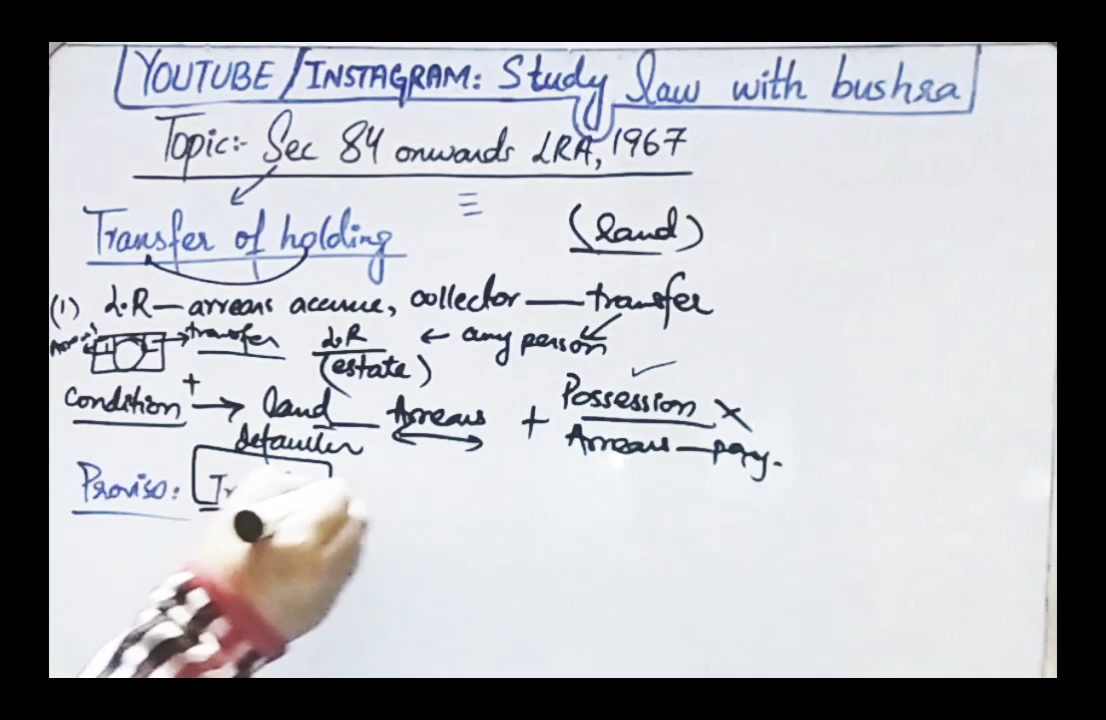 YOUTUBE/INSTAGRAM: Study law with bushra
Topic:- Sec 84 onwards LRA, 1967
Transfer of holding (land)
(1) L.R — arrears accrue, collector — transfer
transfer L.R ← any person
(estate)
Condition + → land Arrears + Possession ✓ X
defaulter Arrears — pay.
Proviso: